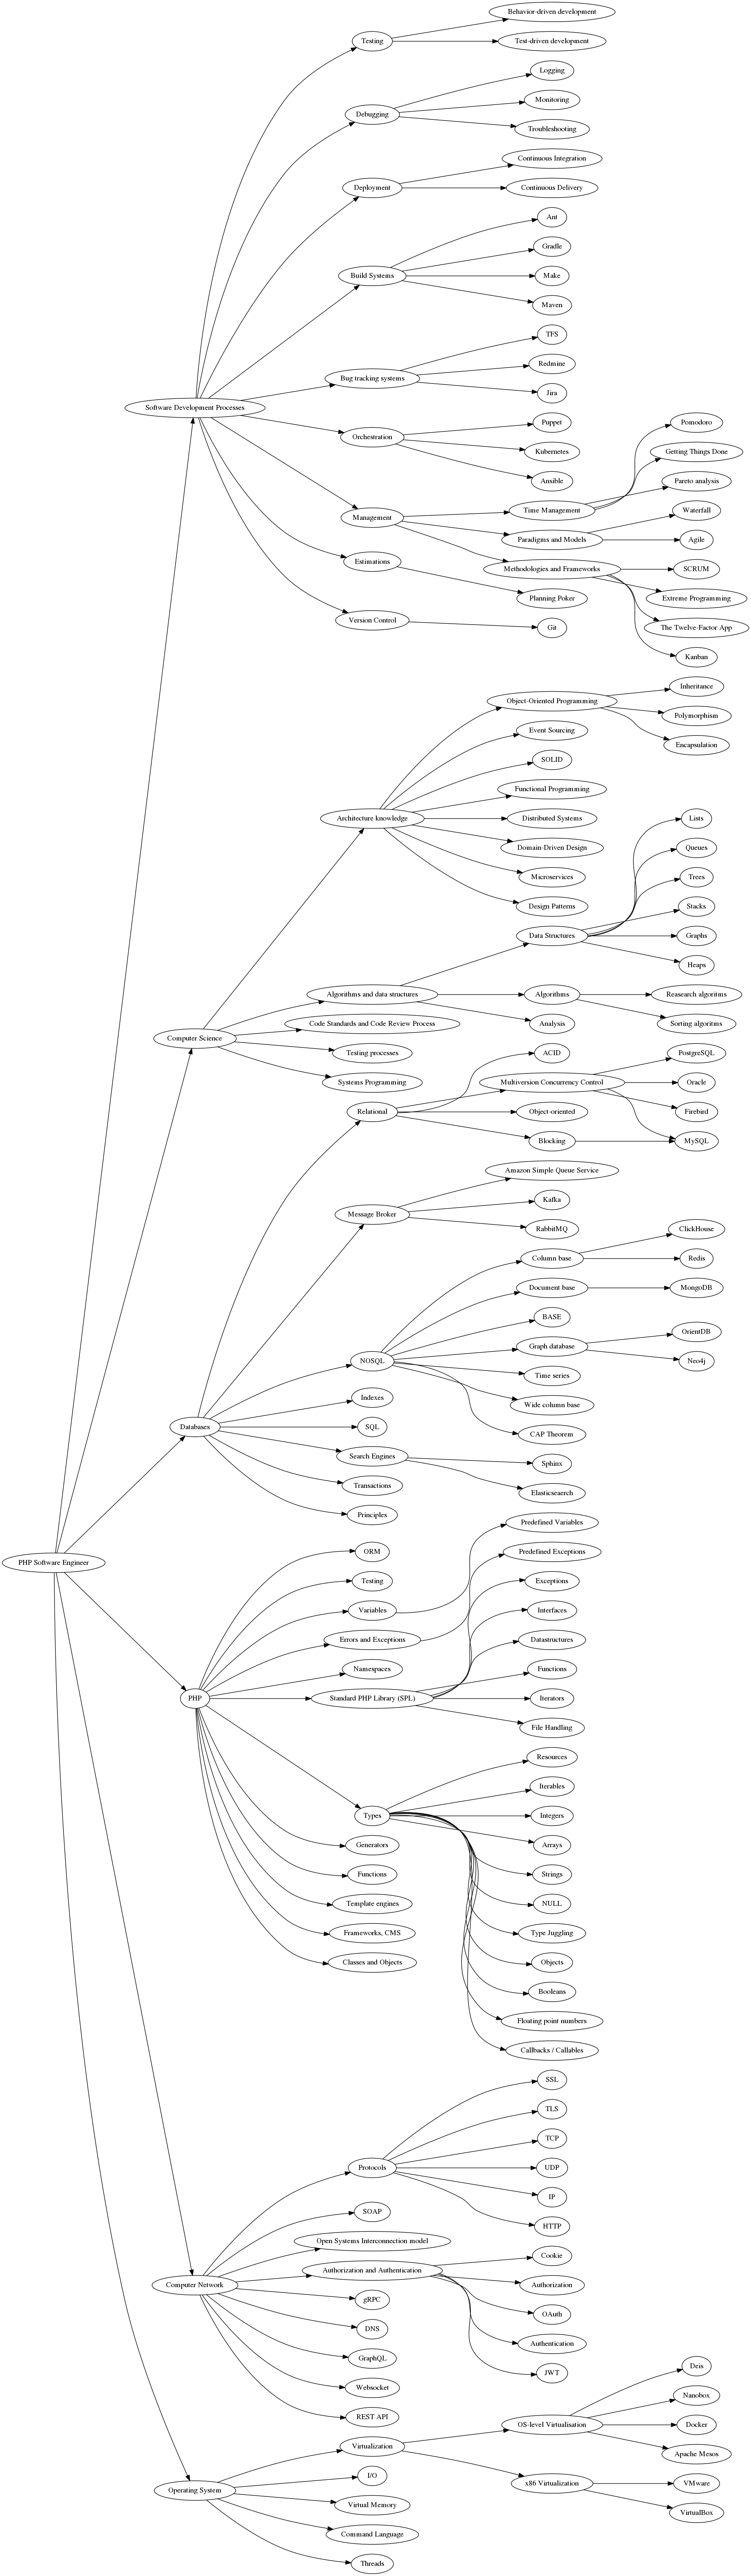 Behavior-driven development
Testing
Test-driven development
Logging
Monitoring
Debugging
Troubleshooting
Continuous Integration
Deployment
Continuous Delivery
Ant
Gradle
Build Systems
Make
Maven
TFS
Redmine
Bug tracking systems
Jira
Software Development Processes
Puppet
Pomodoro
Orchestration
Kubernetes
Getting Things Done
Ansible
Pareto analysis
Time Management
Waterfall
Management
Paradigms and Models
Agile
Estimations
Methodologies and Frameworks
SCRUM
Planning Poker
Extreme Programming
Version Control
Git
The Twelve-Factor App
Kanban
Inheritance
Object-Oriented Programming
Polymorphism
Event Sourcing
Encapsulation
SOLID
Functional Programming
Architecture knowledge
Distributed Systems
Lists
Domain-Driven Design
Queues
Microservices
Trees
Design Patterns
Stacks
Data Structures
Graphs
Heaps
Algorithms and data structures
Algorithms
Reasearch algoritms
Code Standards and Code Review Process
Analysis
Sorting algoritms
Computer Science
Testing processes
ACID
PostgreSQL
Systems Programming
Multiversion Concurrency Control
Oracle
Relational
Object-oriented
Firebird
Blocking
MySQL
Amazon Simple Queue Service
Kafka
Message Broker
RabbitMQ
ClickHouse
Column base
Redis
Document base
MongoDB
BASE
OrientDB
Graph database
NOSQL
Neo4j
Time series
Indexes
Wide column base
Databases
SQL
CAP Theorem
Search Engines
Sphinx
Transactions
Elasticsearch
Principles
Predefined Variables
ORM
Predefined Exceptions
PHP Software Engineer
Testing
Exceptions
Variables
Interfaces
Errors and Exceptions
Datastructures
Namespaces
Functions
PHP
Standard PHP Library (SPL)
Iterators
File Handling
Resources
Iterables
Types
Integers
Generators
Arrays
Functions
Strings
Template engines
NULL
Frameworks, CMS
Type Juggling
Classes and Objects
Objects
Booleans
Floating point numbers
Callbacks / Callables
SSL
TLS
TCP
Protocols
UDP
IP
SOAP
HTTP
Open Systems Interconnection model
Cookie
Authorization and Authentication
Computer Network
Authorization
gRPC
OAuth
DNS
Authentication
GraphQL
JWT
Deis
Websocket
Nanobox
REST API
OS-level Virtualisation
Docker
Virtualization
Apache Mesos
I/O
x86 Virtualization
VMware
Operating System
Virtual Memory
VirtualBox
Command Language
Threads